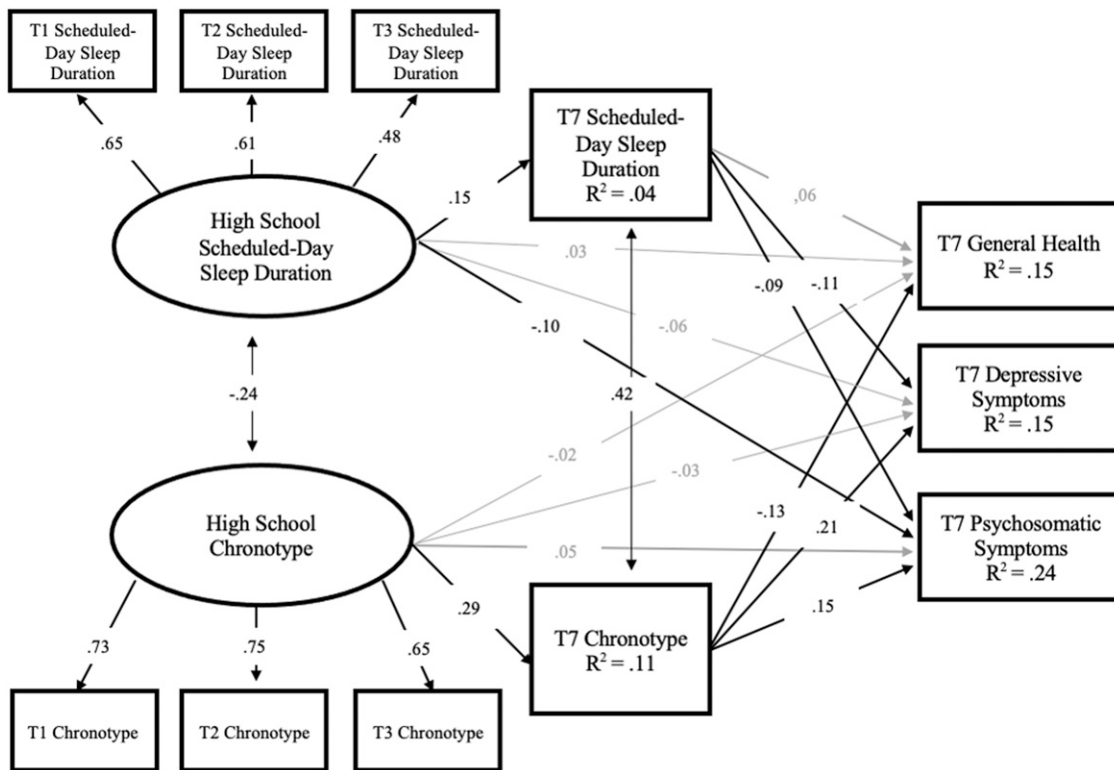 T1 Scheduled-
Day Sleep
Duration
T2 Scheduled-
Day Sleep
Duration
T3 Scheduled-
Day Sleep
Duration
.65
.61
.48
T7 Scheduled-
Day Sleep
Duration
R² = .04
.15
,06
High School
Scheduled-Day
Sleep Duration
.03
T7 General Health
R² = .15
-.09
-.11
-.10
-.06
-.24
.42
T7 Depressive
Symptoms
R² = .15
-.02
-.03
High School
Chronotype
-.13
.21
T7 Psychosomatic
Symptoms
R² = .24
.05
.29
.15
T7 Chronotype
R² = .11
.73
.75
.65
T1 Chronotype
T2 Chronotype
T3 Chronotype